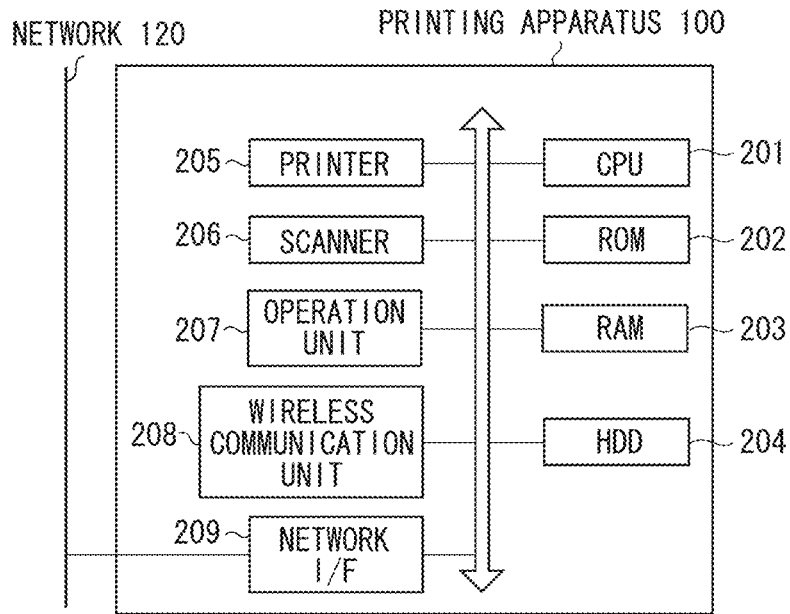 NETWORK 120
PRINTING APPARATUS 100
205
PRINTER
CPU
201
206
SCANNER
ROM
202
207
OPERATION
UNIT
RAM
203
208
WIRELESS
COMMUNICATION
UNIT
HDD
204
209
NETWORK
I/F